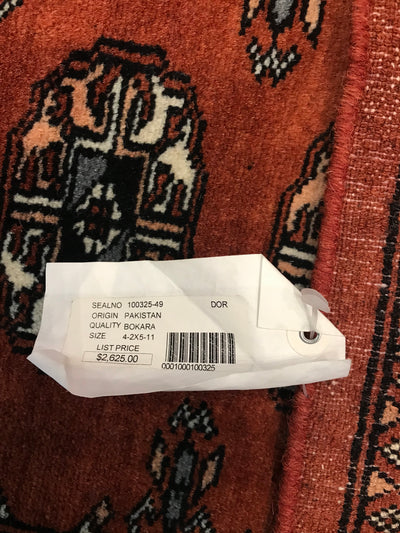 SEALNO 100325-49 DOR
ORIGIN PAKISTAN
QUALITY BOKARA
SIZE 4-2X5-11
LIST PRICE
$2,625.00
0001000100325